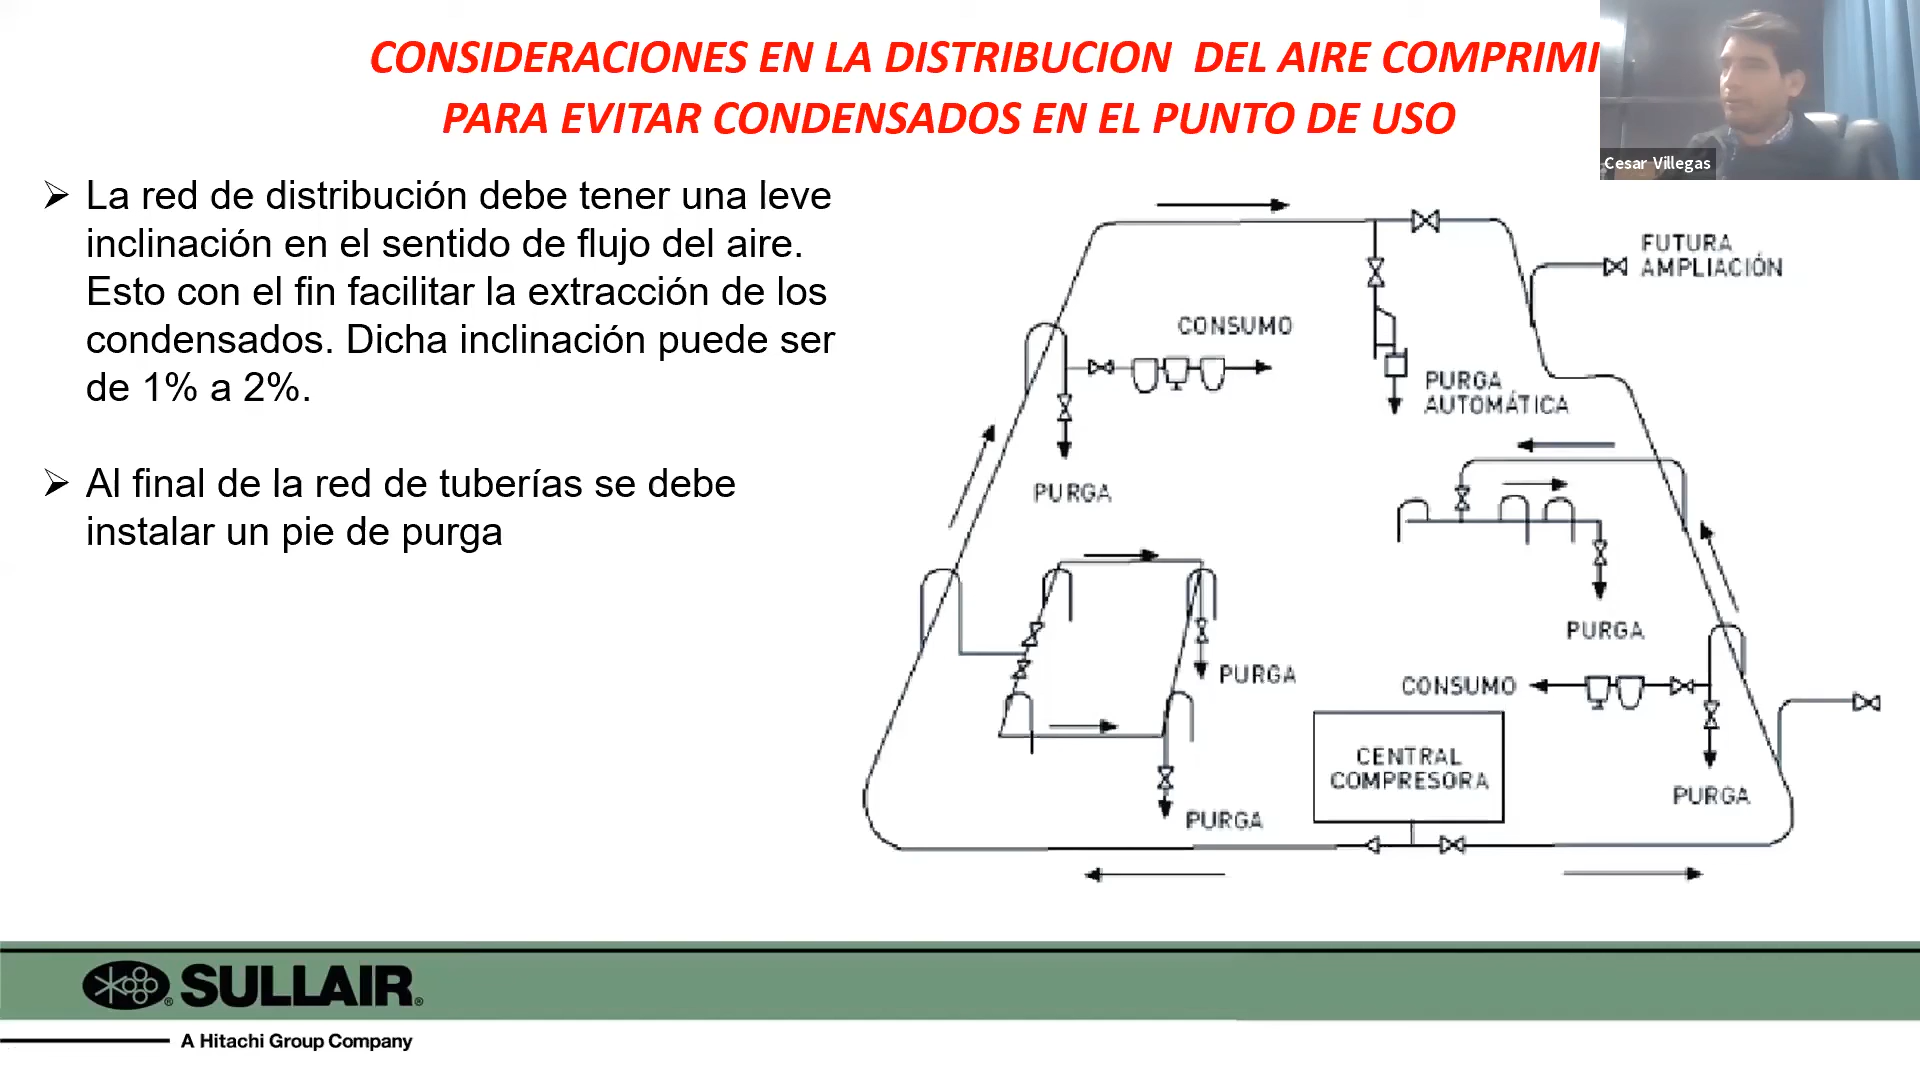 CONSIDERACIONES EN LA DISTRIBUCION DEL AIRE COMPRIMI
PARA EVITAR CONDENSADOS EN EL PUNTO DE USO
Cesar Villegas
➢ La red de distribución debe tener una leve
inclinación en el sentido de flujo del aire.
Esto con el fin facilitar la extracción de los
condensados. Dicha inclinación puede ser
de 1% a 2%.
➢ Al final de la red de tuberías se debe
instalar un pie de purga
FUTURA
AMPLIACIÓN
CONSUMO
PURGA
AUTOMÁTICA
PURGA
PURGA
PURGA
CONSUMO
CENTRAL
COMPRESORA
PURGA
PURGA
SULLAIR®
A Hitachi Group Company